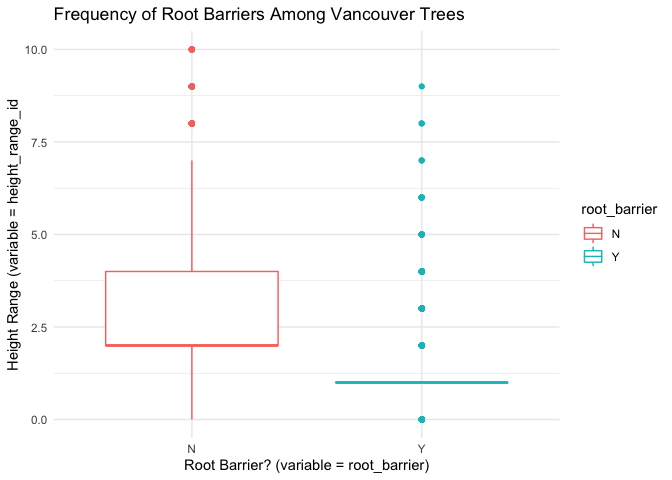 Frequency of Root Barriers Among Vancouver Trees
Height Range (variable = height_range_id
10.0
7.5
5.0
2.5
0.0
N
Y
Root Barrier? (variable = root_barrier)
root_barrier
N
Y